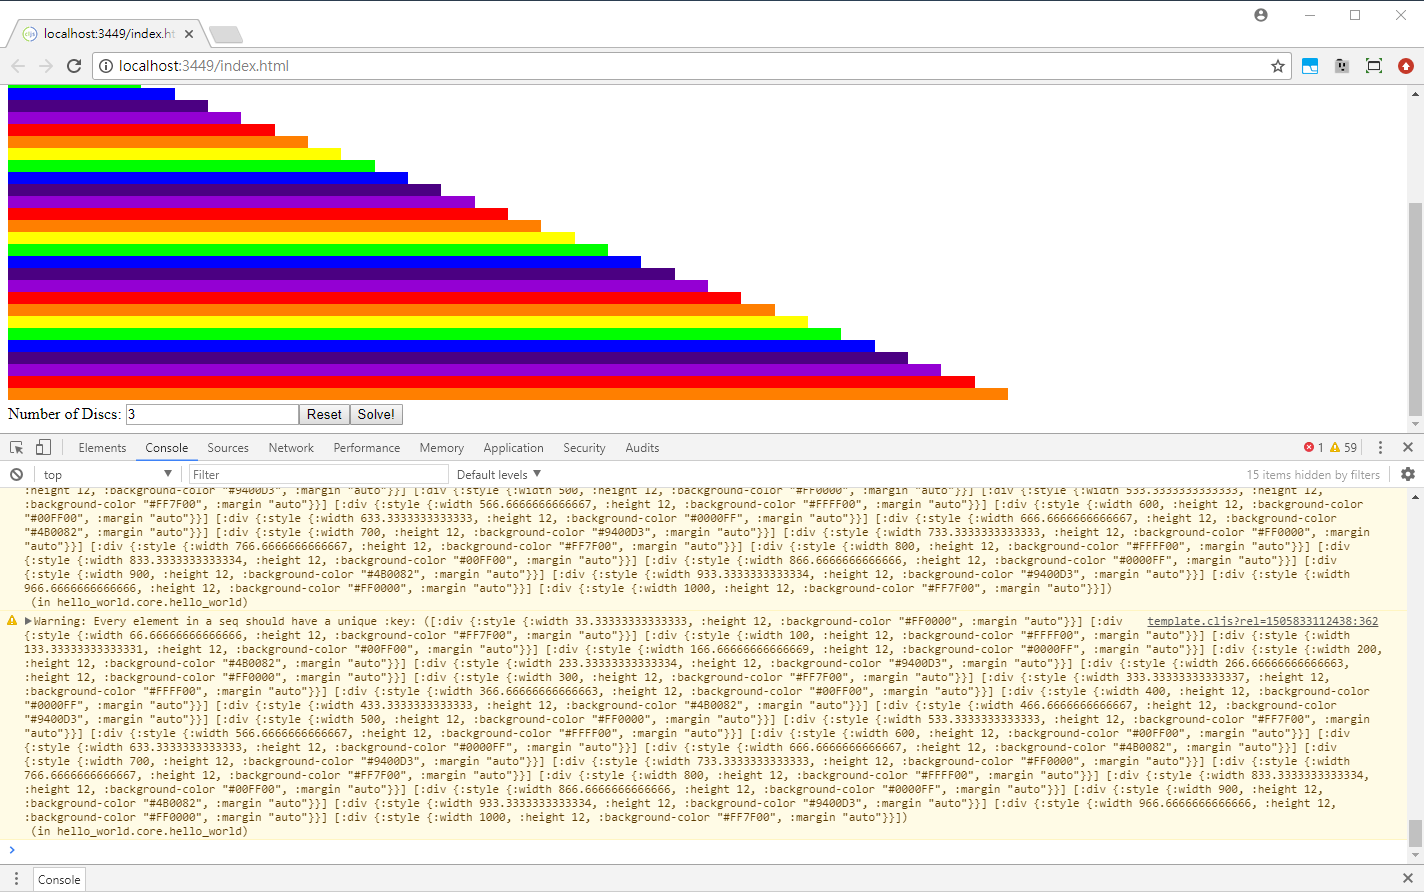 localhost:3449/index.ht
localhost:3449/index.html
Number of Discs: 3 Reset Solve!
Elements Console Sources Network Performance Memory Application Security Audits 1 59
top Filter Default levels 15 items hidden by filters
:height 12, :background-color "#9400D3", :margin "auto"}}] [:div {:style {:width 500, :height 12, :background-color "#FF0000", :margin "auto"}}] [:div {:style {:width 533.3333333333333, :height 12,
:background-color "#FF7F00", :margin "auto"}}] [:div {:style {:width 566.6666666666667, :height 12, :background-color "#FFFF00", :margin "auto"}}] [:div {:style {:width 600, :height 12, :background-color
"#00FF00", :margin "auto"}}] [:div {:style {:width 633.3333333333333, :height 12, :background-color "#0000FF", :margin "auto"}}] [:div {:style {:width 666.6666666666667, :height 12, :background-color
"#4B0082", :margin "auto"}}] [:div {:style {:width 700, :height 12, :background-color "#9400D3", :margin "auto"}}] [:div {:style {:width 733.3333333333333, :height 12, :background-color "#FF0000", :margin
"auto"}}] [:div {:style {:width 766.6666666666667, :height 12, :background-color "#FF7F00", :margin "auto"}}] [:div {:style {:width 800, :height 12, :background-color "#FFFF00", :margin "auto"}}] [:div
{:style {:width 833.3333333333334, :height 12, :background-color "#00FF00", :margin "auto"}}] [:div {:style {:width 866.6666666666666, :height 12, :background-color "#0000FF", :margin "auto"}}] [:div
{:style {:width 900, :height 12, :background-color "#4B0082", :margin "auto"}}] [:div {:style {:width 933.3333333333334, :height 12, :background-color "#9400D3", :margin "auto"}}] [:div {:style {:width
966.6666666666666, :height 12, :background-color "#FF0000", :margin "auto"}}] [:div {:style {:width 1000, :height 12, :background-color "#FF7F00", :margin "auto"}}])
(in hello_world.core.hello_world)
Warning: Every element in a seq should have a unique :key: ([:div {:style {:width 33.333333333333333, :height 12, :background-color "#FF0000", :margin "auto"}}] [:div template.cljs?rel=1505833112438:362
{:style {:width 66.66666666666666, :height 12, :background-color "#FF7F00", :margin "auto"}}] [:div {:style {:width 100, :height 12, :background-color "#FFFF00", :margin "auto"}}] [:div {:style {:width
133.33333333333331, :height 12, :background-color "#00FF00", :margin "auto"}}] [:div {:style {:width 166.66666666666669, :height 12, :background-color "#0000FF", :margin "auto"}}] [:div {:style {:width 200,
:height 12, :background-color "#4B0082", :margin "auto"}}] [:div {:style {:width 233.33333333333334, :height 12, :background-color "#9400D3", :margin "auto"}}] [:div {:style {:width 266.66666666666663,
:height 12, :background-color "#FF0000", :margin "auto"}}] [:div {:style {:width 300, :height 12, :background-color "#FF7F00", :margin "auto"}}] [:div {:style {:width 333.33333333333337, :height 12,
:background-color "#FFFF00", :margin "auto"}}] [:div {:style {:width 366.66666666666663, :height 12, :background-color "#00FF00", :margin "auto"}}] [:div {:style {:width 400, :height 12, :background-color
"#0000FF", :margin "auto"}}] [:div {:style {:width 433.3333333333333, :height 12, :background-color "#4B0082", :margin "auto"}}] [:div {:style {:width 466.6666666666667, :height 12, :background-color
"#9400D3", :margin "auto"}}] [:div {:style {:width 500, :height 12, :background-color "#FF0000", :margin "auto"}}] [:div {:style {:width 533.3333333333333, :height 12, :background-color "#FF7F00", :margin
"auto"}}] [:div {:style {:width 566.6666666666667, :height 12, :background-color "#FFFF00", :margin "auto"}}] [:div {:style {:width 600, :height 12, :background-color "#00FF00", :margin "auto"}}] [:div
{:style {:width 633.3333333333333, :height 12, :background-color "#0000FF", :margin "auto"}}] [:div {:style {:width 666.6666666666667, :height 12, :background-color "#4B0082", :margin "auto"}}] [:div
{:style {:width 700, :height 12, :background-color "#9400D3", :margin "auto"}}] [:div {:style {:width 733.3333333333333, :height 12, :background-color "#FF0000", :margin "auto"}}] [:div {:style {:width
766.6666666666667, :height 12, :background-color "#FF7F00", :margin "auto"}}] [:div {:style {:width 800, :height 12, :background-color "#FFFF00", :margin "auto"}}] [:div {:style {:width 833.3333333333334,
:height 12, :background-color "#00FF00", :margin "auto"}}] [:div {:style {:width 866.6666666666666, :height 12, :background-color "#0000FF", :margin "auto"}}] [:div {:style {:width 900, :height 12,
:background-color "#4B0082", :margin "auto"}}] [:div {:style {:width 933.3333333333334, :height 12, :background-color "#9400D3", :margin "auto"}}] [:div {:style {:width 966.6666666666666, :height 12,
:background-color "#FF0000", :margin "auto"}}] [:div {:style {:width 1000, :height 12, :background-color "#FF7F00", :margin "auto"}}])
(in hello_world.core.hello_world)
Console